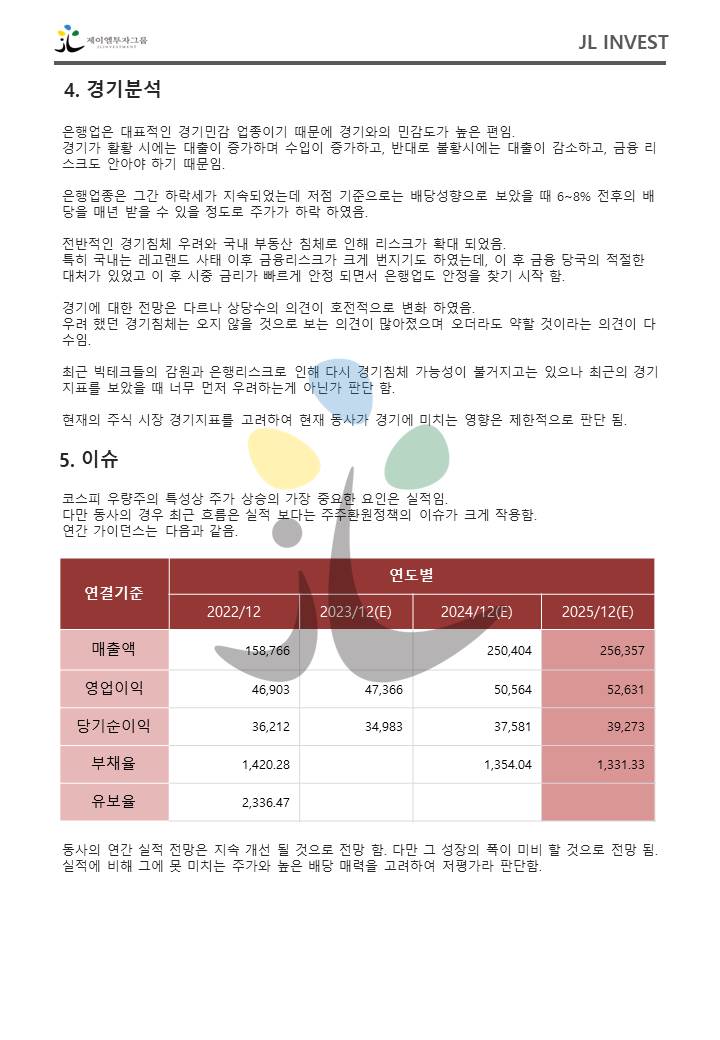 제이엘투자그룹
JL INVESTMENT
JL INVEST
4. 경기분석
은행업은 대표적인 경기민감 업종이기 때문에 경기와의 민감도가 높은 편임.
경기가 활황 시에는 대출이 증가하며 수입이 증가하고, 반대로 불황시에는 대출이 감소하고, 금융 리
스크도 안아야 하기 때문임.
은행업종은 그간 하락세가 지속되었는데 저점 기준으로는 배당성향으로 보았을 때 6~8% 전후의 배
당을 매년 받을 수 있을 정도로 주가가 하락 하였음.
전반적인 경기침체 우려와 국내 부동산 침체로 인해 리스크가 확대 되었음.
특히 국내는 레고랜드 사태 이후 금융리스크가 크게 번지기도 하였는데, 이 후 금융 당국의 적절한
대처가 있었고 이 후 시중 금리가 빠르게 안정 되면서 은행업도 안정을 찾기 시작 함.
경기에 대한 전망은 다르나 상당수의 의견이 호전적으로 변화 하였음.
우려 했던 경기침체는 오지 않을 것으로 보는 의견이 많아졌으며 오더라도 약할 것이라는 의견이 다
수임.
최근 빅테크들의 감원과 은행리스크로 인해 다시 경기침체 가능성이 불거지고는 있으나 최근의 경기
지표를 보았을 때 너무 먼저 우려하는게 아닌가 판단 함.
현재의 주식 시장 경기지표를 고려하여 현재 동사가 경기에 미치는 영향은 제한적으로 판단 됨.
5. 이슈
코스피 우량주의 특성상 주가 상승의 가장 중요한 요인은 실적임.
다만 동사의 경우 최근 흐름은 실적 보다는 주주환원정책의 이슈가 크게 작용함.
연간 가이던스는 다음과 같음.
연결기준 연도별
2022/12 2023/12(E) 2024/12(E) 2025/12(E)
매출액 158,766 250,404 256,357
영업이익 46,903 47,366 50,564 52,631
당기순이익 36,212 34,983 37,581 39,273
부채율 1,420.28 1,354.04 1,331.33
유보율 2,336.47
동사의 연간 실적 전망은 지속 개선 될 것으로 전망 함. 다만 그 성장의 폭이 미비 할 것으로 전망 됨.
실적에 비해 그에 못 미치는 주가와 높은 배당 매력을 고려하여 저평가라 판단함.